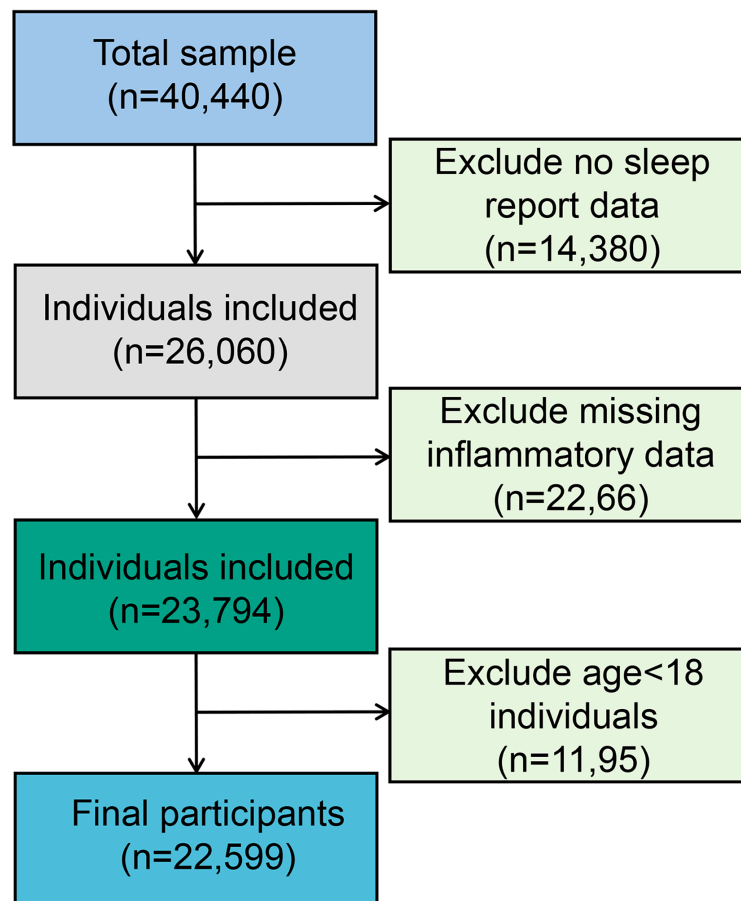 Total sample
(n=40,440)
Exclude no sleep
report data
(n=14,380)
Individuals included
(n=26,060)
Exclude missing
inflammatory data
(n=22,66)
Individuals included
(n=23,794)
Exclude age<18
individuals
(n=11,95)
Final participants
(n=22,599)